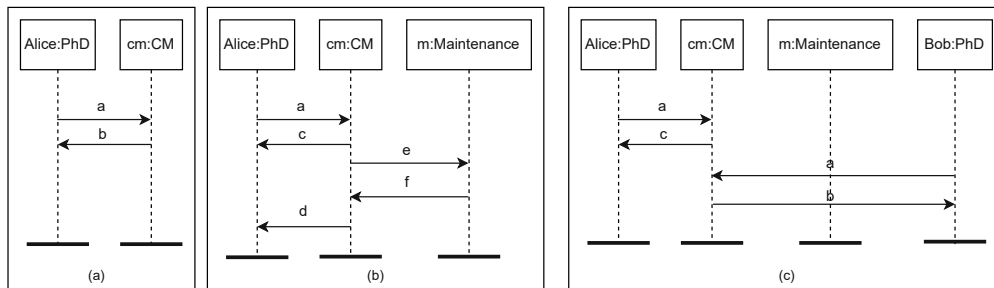 Alice:PhD
cm:CM
a
b
(a)
Alice:PhD
cm:CM
m:Maintenance
a
c
e
f
d
(b)
Alice:PhD
cm:CM
m:Maintenance
Bob:PhD
a
c
a
b
(c)